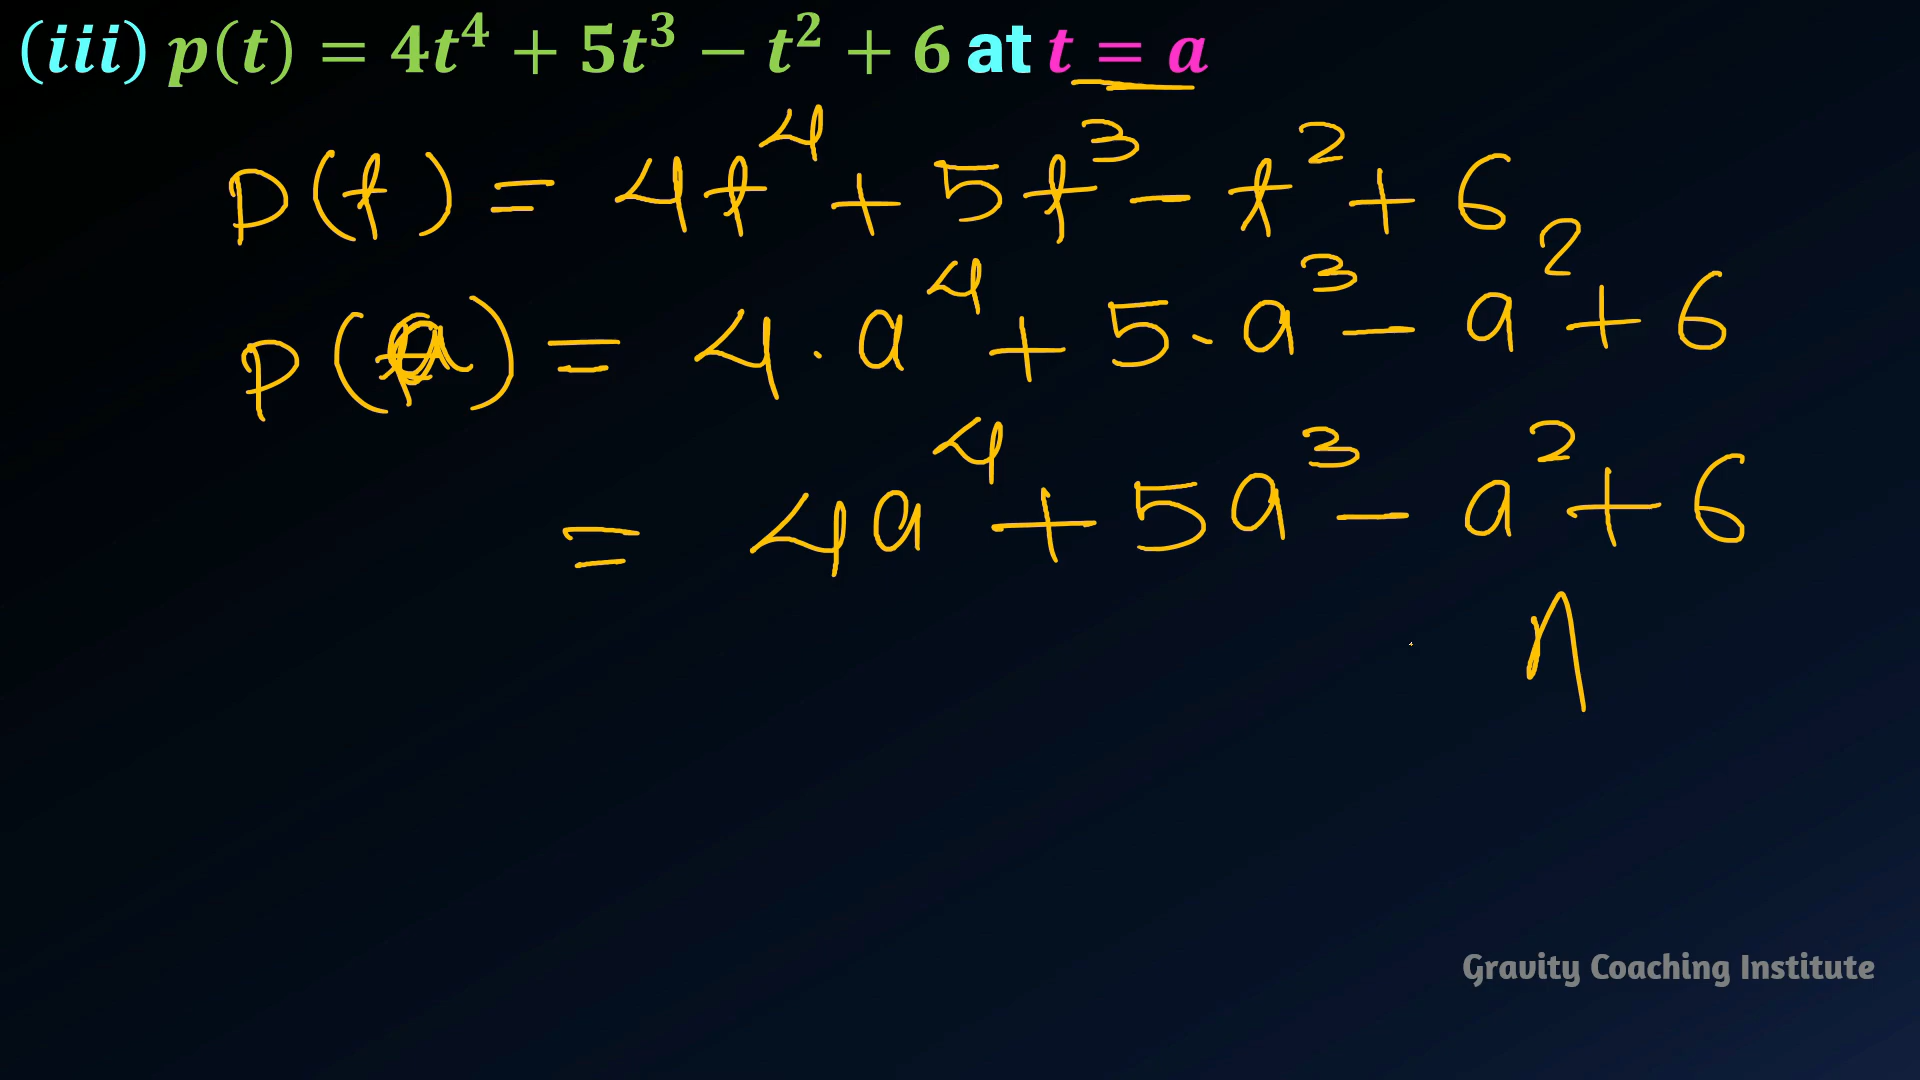 (iii) p(t) = 4t⁴ + 5t³ − t² + 6 at t = a
P(t) = 4t⁴ + 5t³ − t² + 6
P(a) = 4·a⁴ + 5·a³ − a² + 6
= 4a⁴ + 5a³ − a² + 6
Gravity Coaching Institute